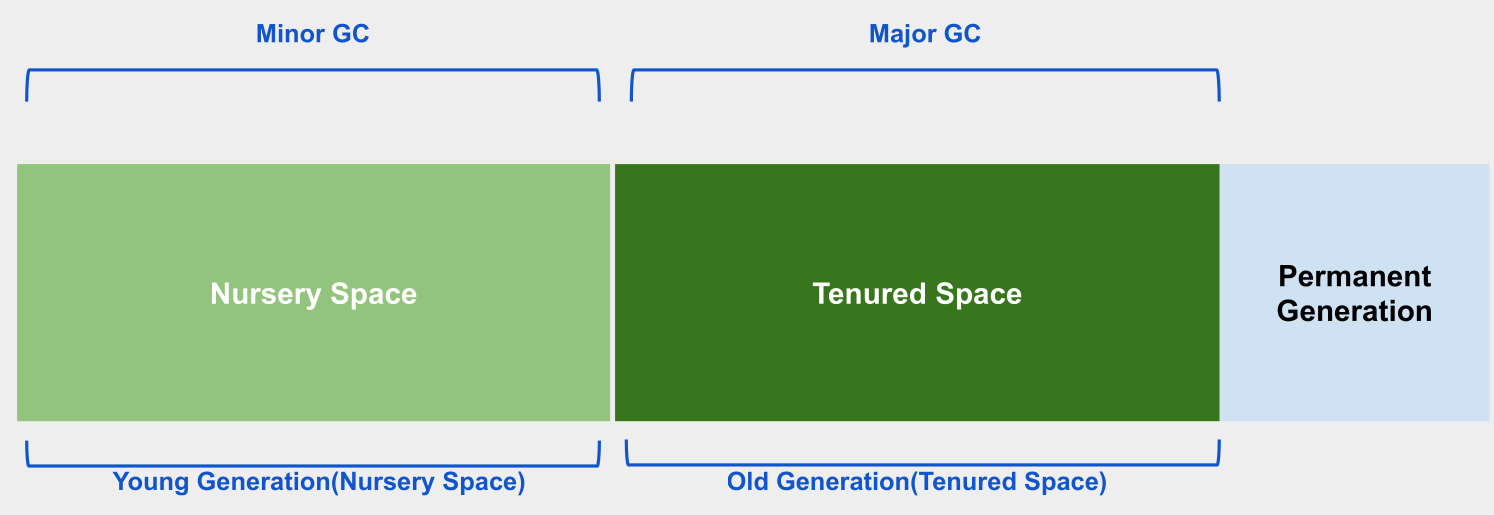 Minor GC
Major GC
Nursery Space
Tenured Space
Permanent
Generation
Young Generation(Nursery Space)
Old Generation(Tenured Space)